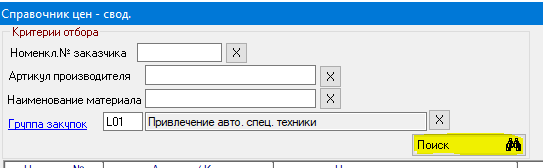 Справочник цен - свод.
Критерии отбора
Номенкл.№ заказчика X
Артикул производителя X
Наименование материала X
Группа закупок L01 Привлечение авто. спец. техники X
Поиск